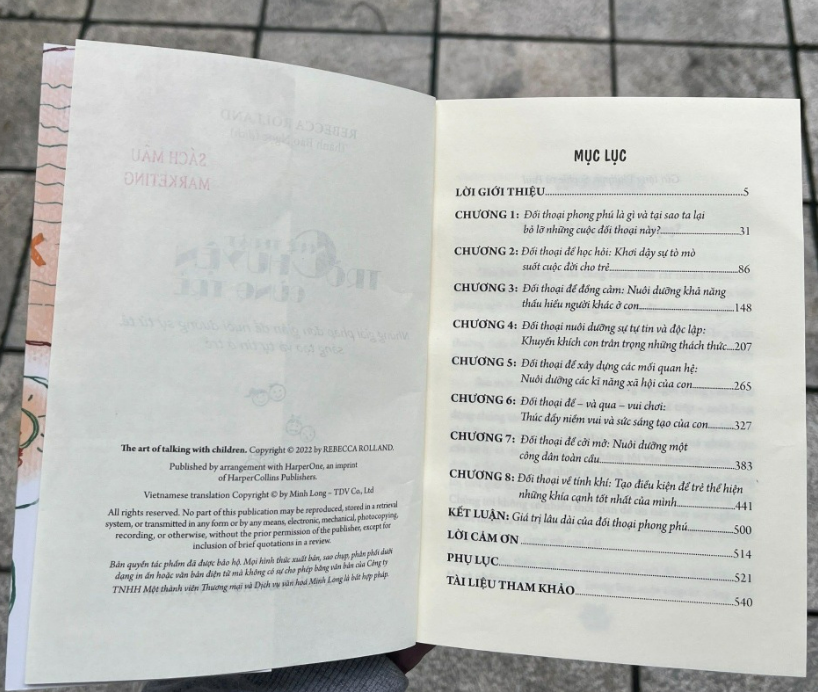 REBECCA ROLLAND
SÁCH MẪU
MARKETING
The art of talking with children. Copyright © 2022 by REBECCA ROLLAND.
Published by arrangement with HarperOne, an imprint
of HarperCollins Publishers.
Vietnamese translation Copyright © by Minh Long – TDV Co., Ltd
All rights reserved. No part of this publication may be reproduced, stored in a retrieval
system, or transmitted in any form or by any means, electronic, mechanical, photocopying,
recording, or otherwise, without the prior permission of the publisher, except for
inclusion of brief quotations in a review.
Bản quyền tác phẩm đã được bảo hộ. Mọi hình thức xuất bản, sao chụp, phân phối dưới
dạng in ấn hoặc văn bản điện tử mà không có sự cho phép bằng văn bản của Công ty
TNHH Một thành viên Thương mại và Dịch vụ văn hoá Minh Long là bất hợp pháp.
MỤC LỤC
LỜI GIỚI THIỆU....................5
CHƯƠNG 1: Đối thoại phong phú là gì và tại sao ta lại
bỏ lỡ những cuộc đối thoại này?....................31
CHƯƠNG 2: Đối thoại để học hỏi: Khơi dậy sự tò mò
suốt cuộc đời cho trẻ....................86
CHƯƠNG 3: Đối thoại để đồng cảm: Nuôi dưỡng khả năng
thấu hiểu người khác ở con....................148
CHƯƠNG 4: Đối thoại nuôi dưỡng sự tự tin và độc lập:
Khuyến khích con trân trọng những thách thức...207
CHƯƠNG 5: Đối thoại để xây dựng các mối quan hệ:
Nuôi dưỡng các kĩ năng xã hội của con....................265
CHƯƠNG 6: Đối thoại để – và qua – vui chơi:
Thúc đẩy niềm vui và sức sáng tạo của con..........327
CHƯƠNG 7: Đối thoại để cởi mở: Nuôi dưỡng một
công dân toàn cầu....................383
CHƯƠNG 8: Đối thoại về tính khí: Tạo điều kiện để trẻ thể hiện
những khía cạnh tốt nhất của mình....................441
KẾT LUẬN: Giá trị lâu dài của đối thoại phong phú..........500
LỜI CẢM ƠN....................514
PHỤ LỤC....................521
TÀI LIỆU THAM KHẢO....................540